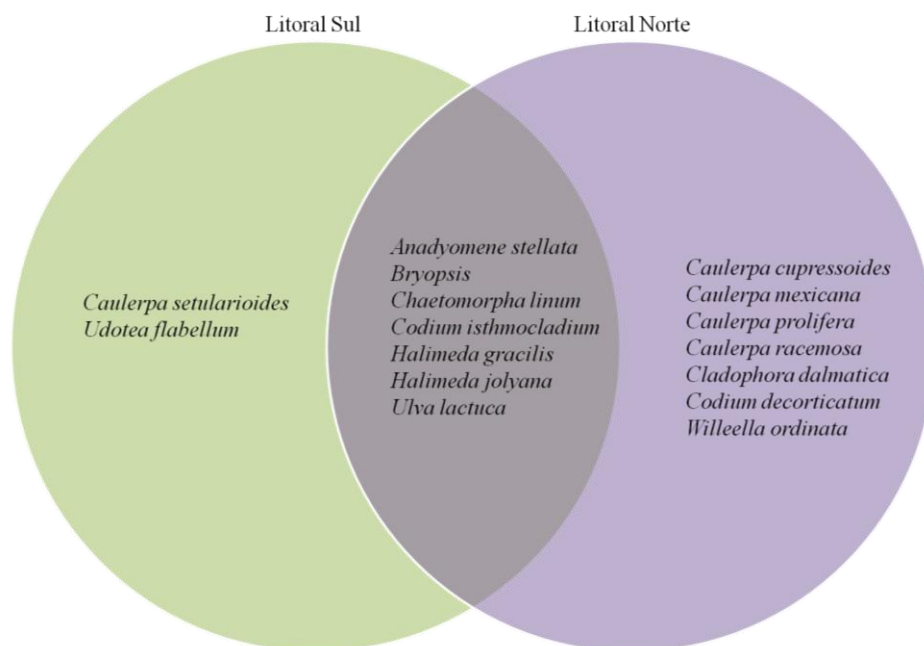 Litoral Sul
Litoral Norte
Caulerpa setularioides
Udotea flabellum
Anadyomene stellata
Bryopsis
Chaetomorpha linum
Codium isthmocladium
Halimeda gracilis
Halimeda jolyana
Ulva lactuca
Caulerpa cupressoides
Caulerpa mexicana
Caulerpa prolifera
Caulerpa racemosa
Cladophora dalmatica
Codium decorticatum
Willeella ordinata